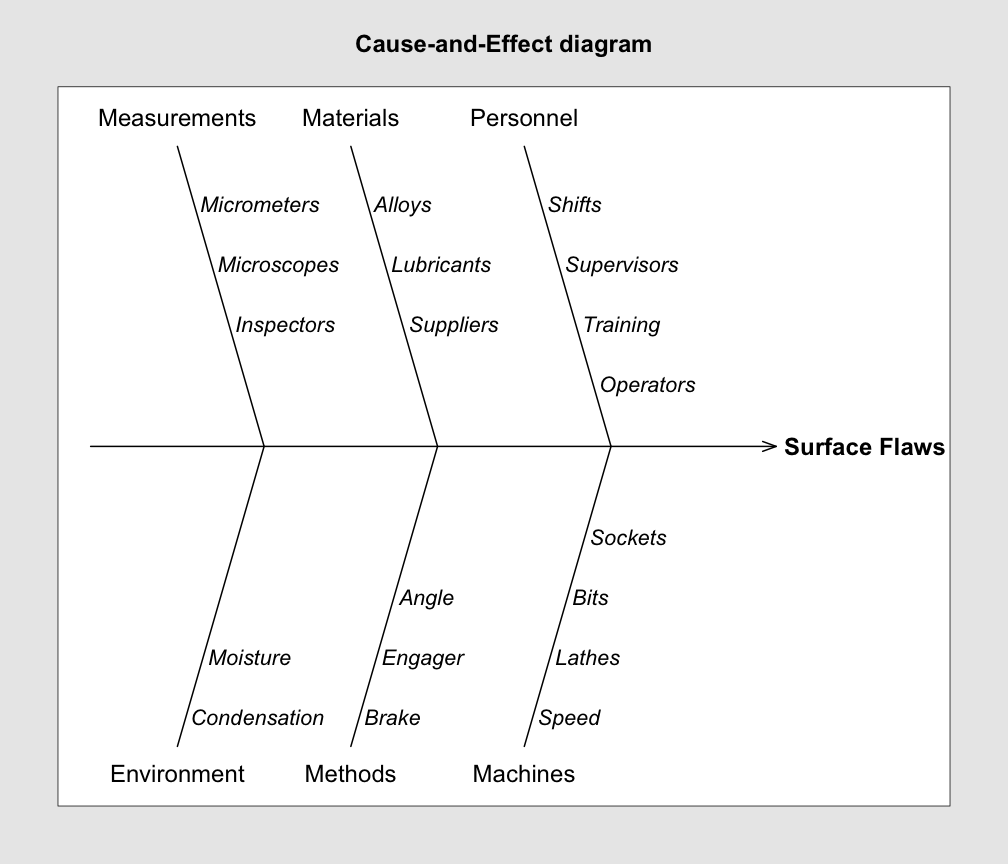 Cause-and-Effect diagram
Measurements
Materials
Personnel
Micrometers
Microscopes
Inspectors
Alloys
Lubricants
Suppliers
Shifts
Supervisors
Training
Operators
Surface Flaws
Moisture
Condensation
Angle
Engager
Brake
Sockets
Bits
Lathes
Speed
Environment
Methods
Machines